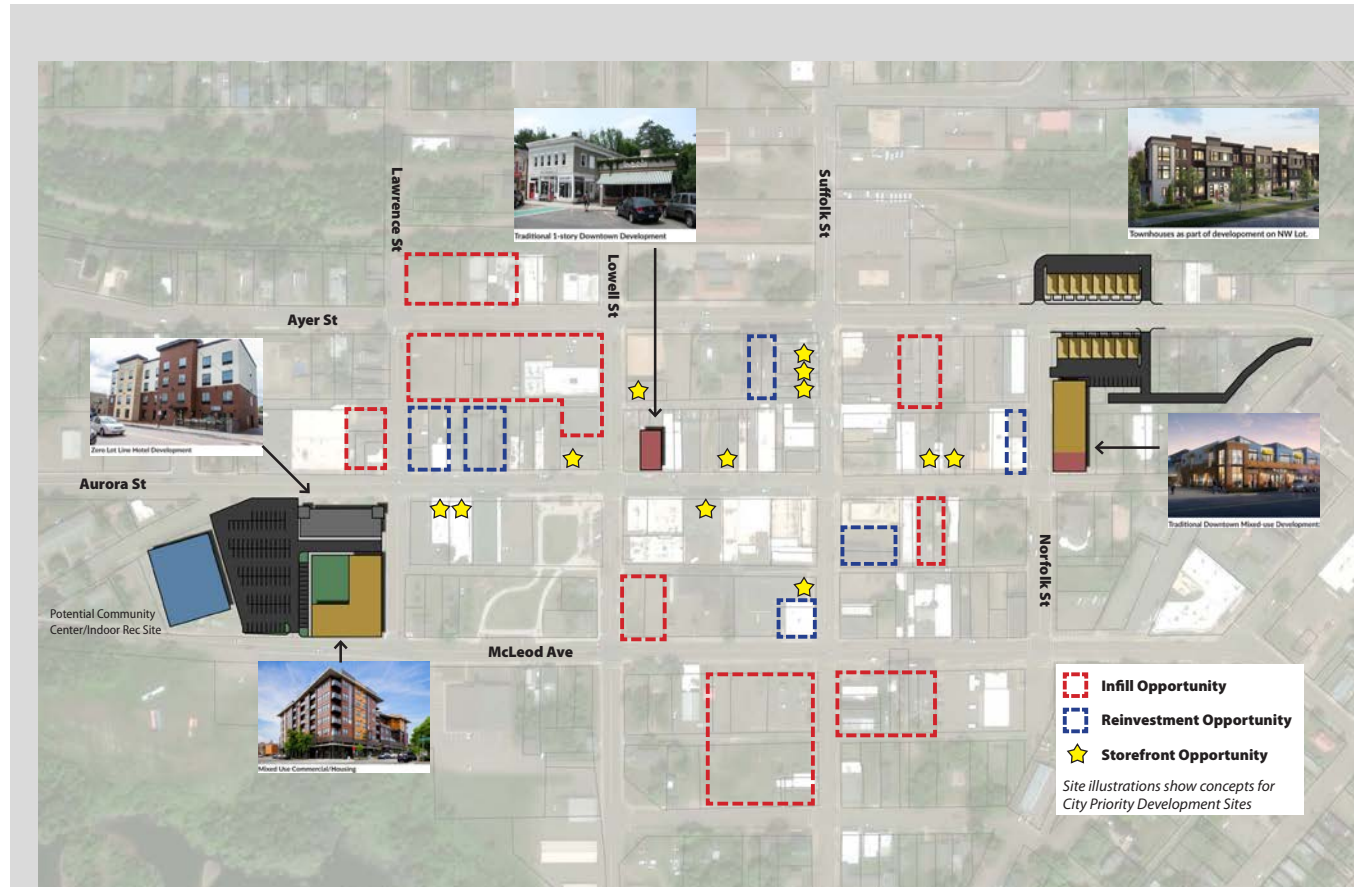 Lawrence St
Traditional 1-story Downtown Development
Lowell St
Suffolk St
Townhouses as part of developoment on NW Lot.
Ayer St
Zero Lot Line Hotel Development
Aurora St
Traditional Downtown Mixed-use Development:
Norfolk St
Potential Community
Center/Indoor Rec Site
McLeod Ave
Mixed Use Commercial/Housing
Infill Opportunity
Reinvestment Opportunity
Storefront Opportunity
Site illustrations show concepts for
City Priority Development Sites